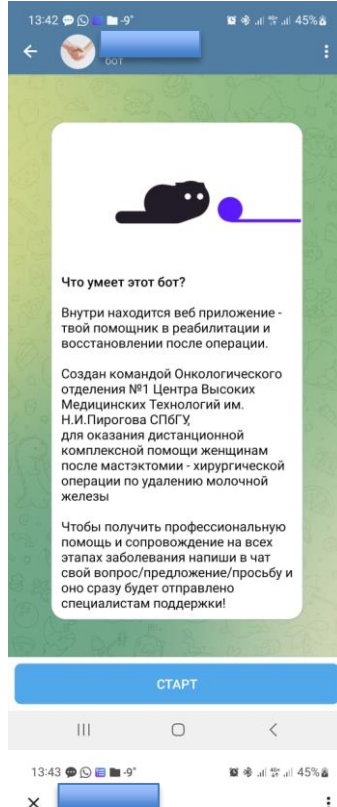 13:42 -9° 45%
бот
Что умеет этот бот?
Внутри находится веб приложение -
твой помощник в реабилитации и
восстановлении после операции.
Создан командой Онкологического
отделения №1 Центра Высоких
Медицинских Технологий им.
Н.И.Пирогова СПбГУ,
для оказания дистанционной
комплексной помощи женщинам
после мастэктомии - хирургической
операции по удалению молочной
железы
Чтобы получить профессиональную
помощь и сопровождение на всех
этапах заболевания напиши в чат
свой вопрос/предложение/просьбу и
оно сразу будет отправлено
специалистам поддержки!
СТАРТ
13:43 -9° 45%